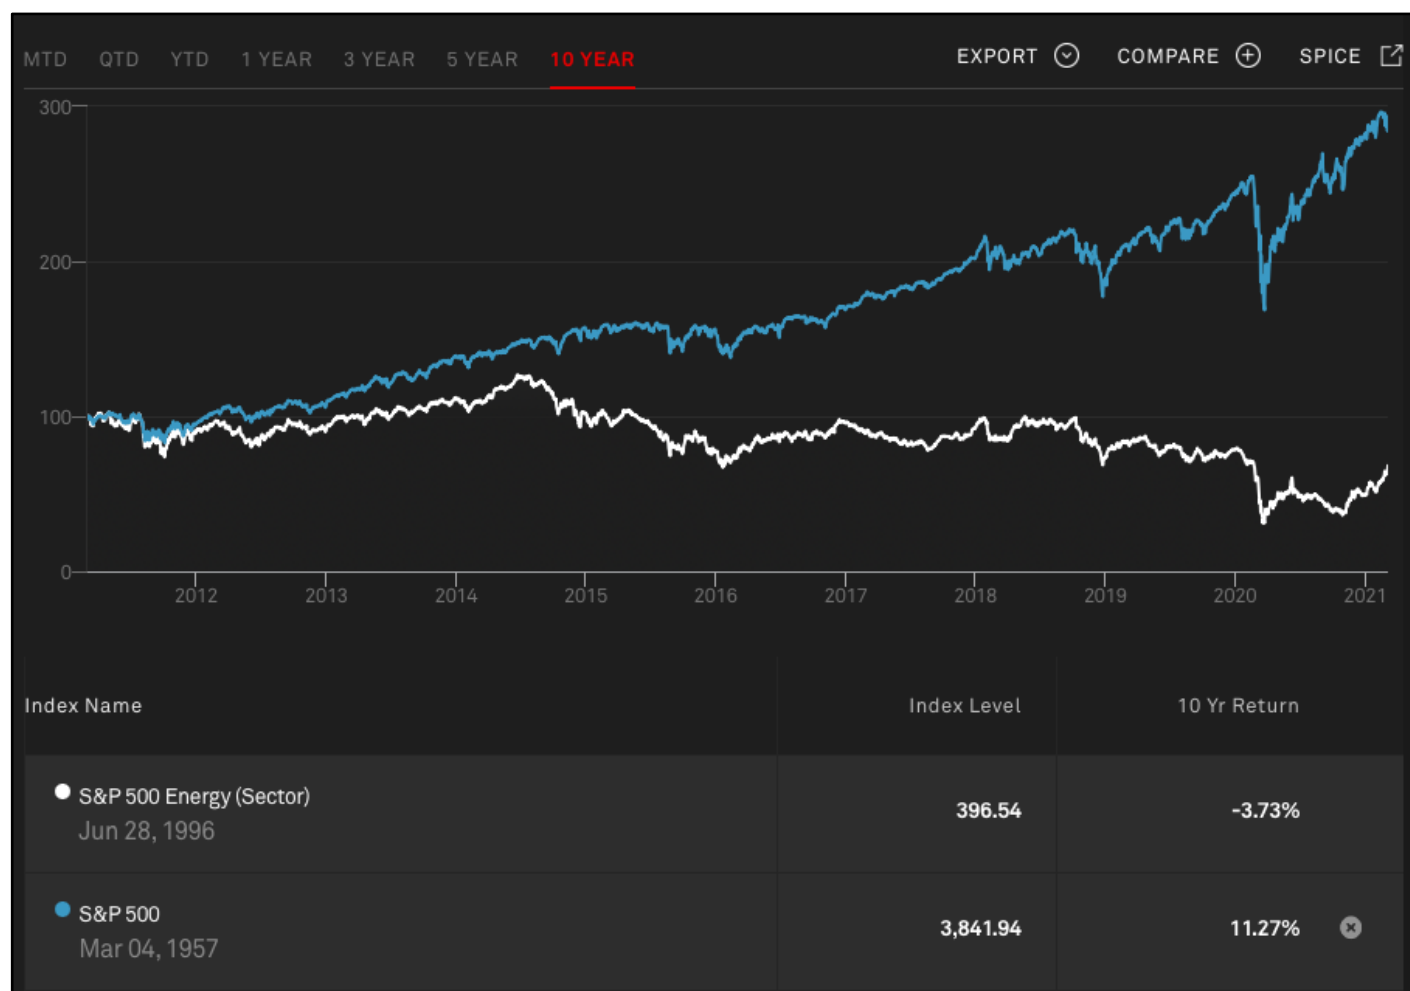 MTD QTD YTD 1 YEAR 3 YEAR 5 YEAR 10 YEAR EXPORT COMPARE SPICE
300
200
100
0
2012 2013 2014 2015 2016 2017 2018 2019 2020 2021
Index Name Index Level 10 Yr Return
S&P 500 Energy (Sector) 396.54 -3.73%
Jun 28, 1996
S&P 500 3,841.94 11.27%
Mar 04, 1957